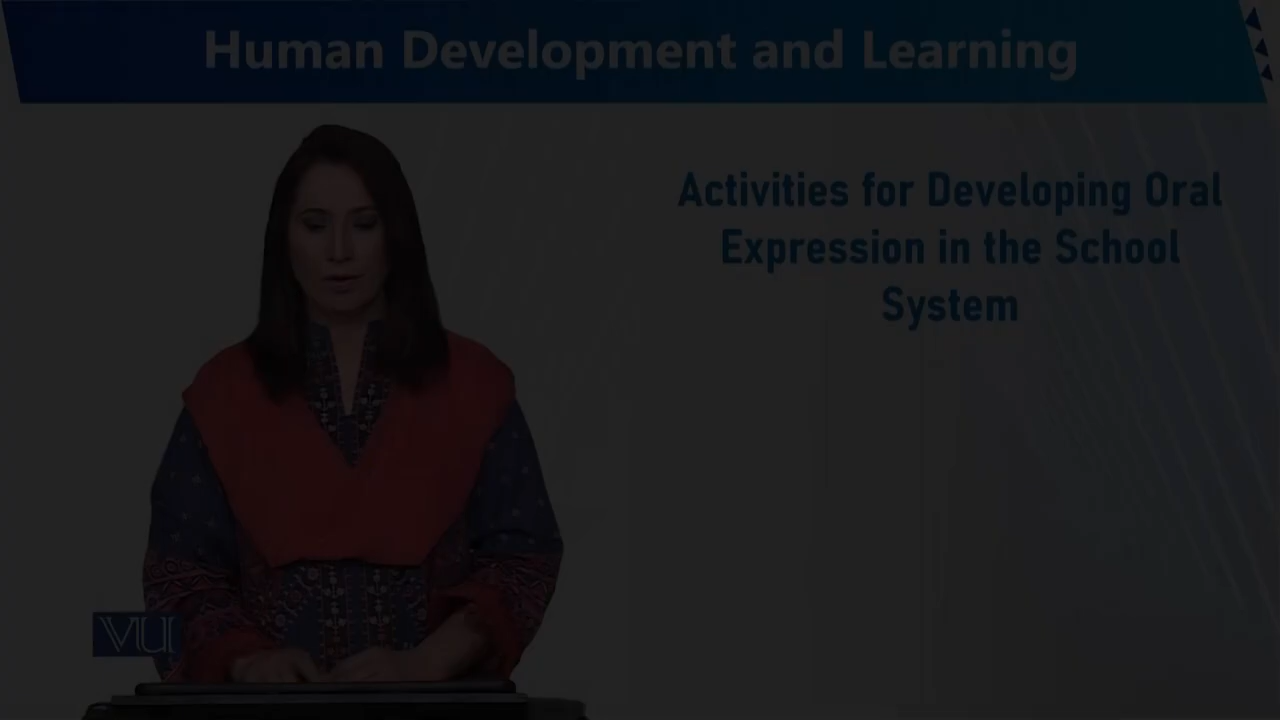 Human Development and Learning
Activities for Developing Oral
Expression in the School
System
VU